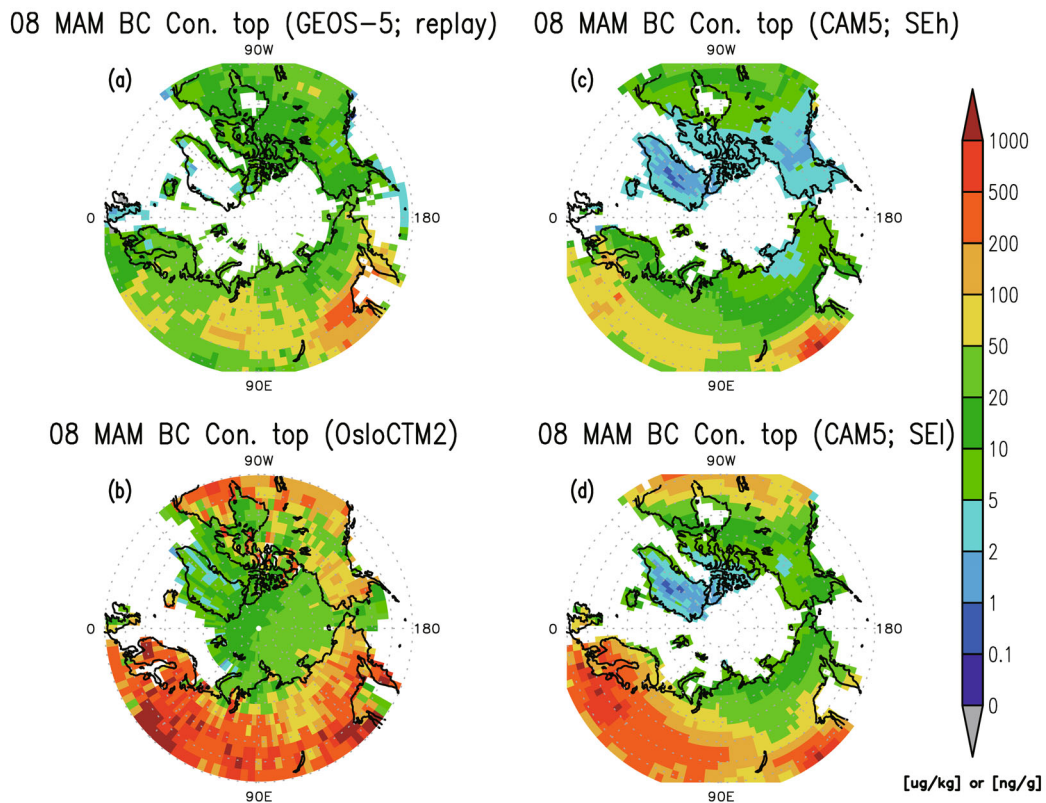 08 MAM BC Con. top (GEOS-5; replay)
08 MAM BC Con. top (CAM5; SEh)
90W
90W
(a)
(c)
0
180
0
180
90E
90E
08 MAM BC Con. top (OsloCTM2)
08 MAM BC Con. top (CAM5; SEl)
90W
90W
(b)
(d)
0
180
0
180
90E
90E
1000
500
200
100
50
20
10
5
2
1
0.1
0
[ug/kg] or [ng/g]